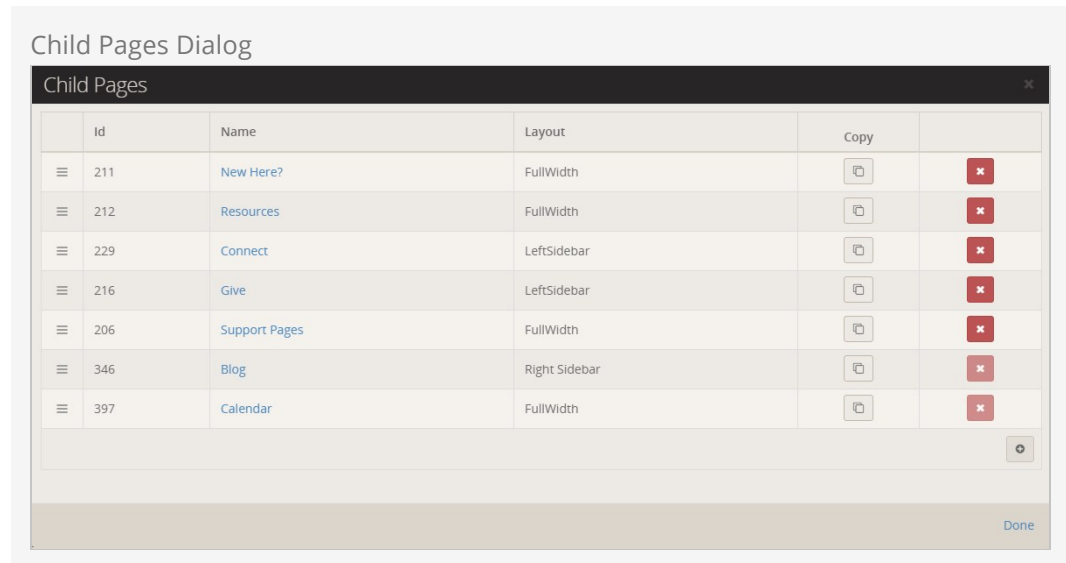 Child Pages Dialog
Child Pages
Id Name Layout Copy
211 New Here? FullWidth
212 Resources FullWidth
229 Connect LeftSidebar
216 Give LeftSidebar
206 Support Pages FullWidth
346 Blog Right Sidebar
397 Calendar FullWidth
Done